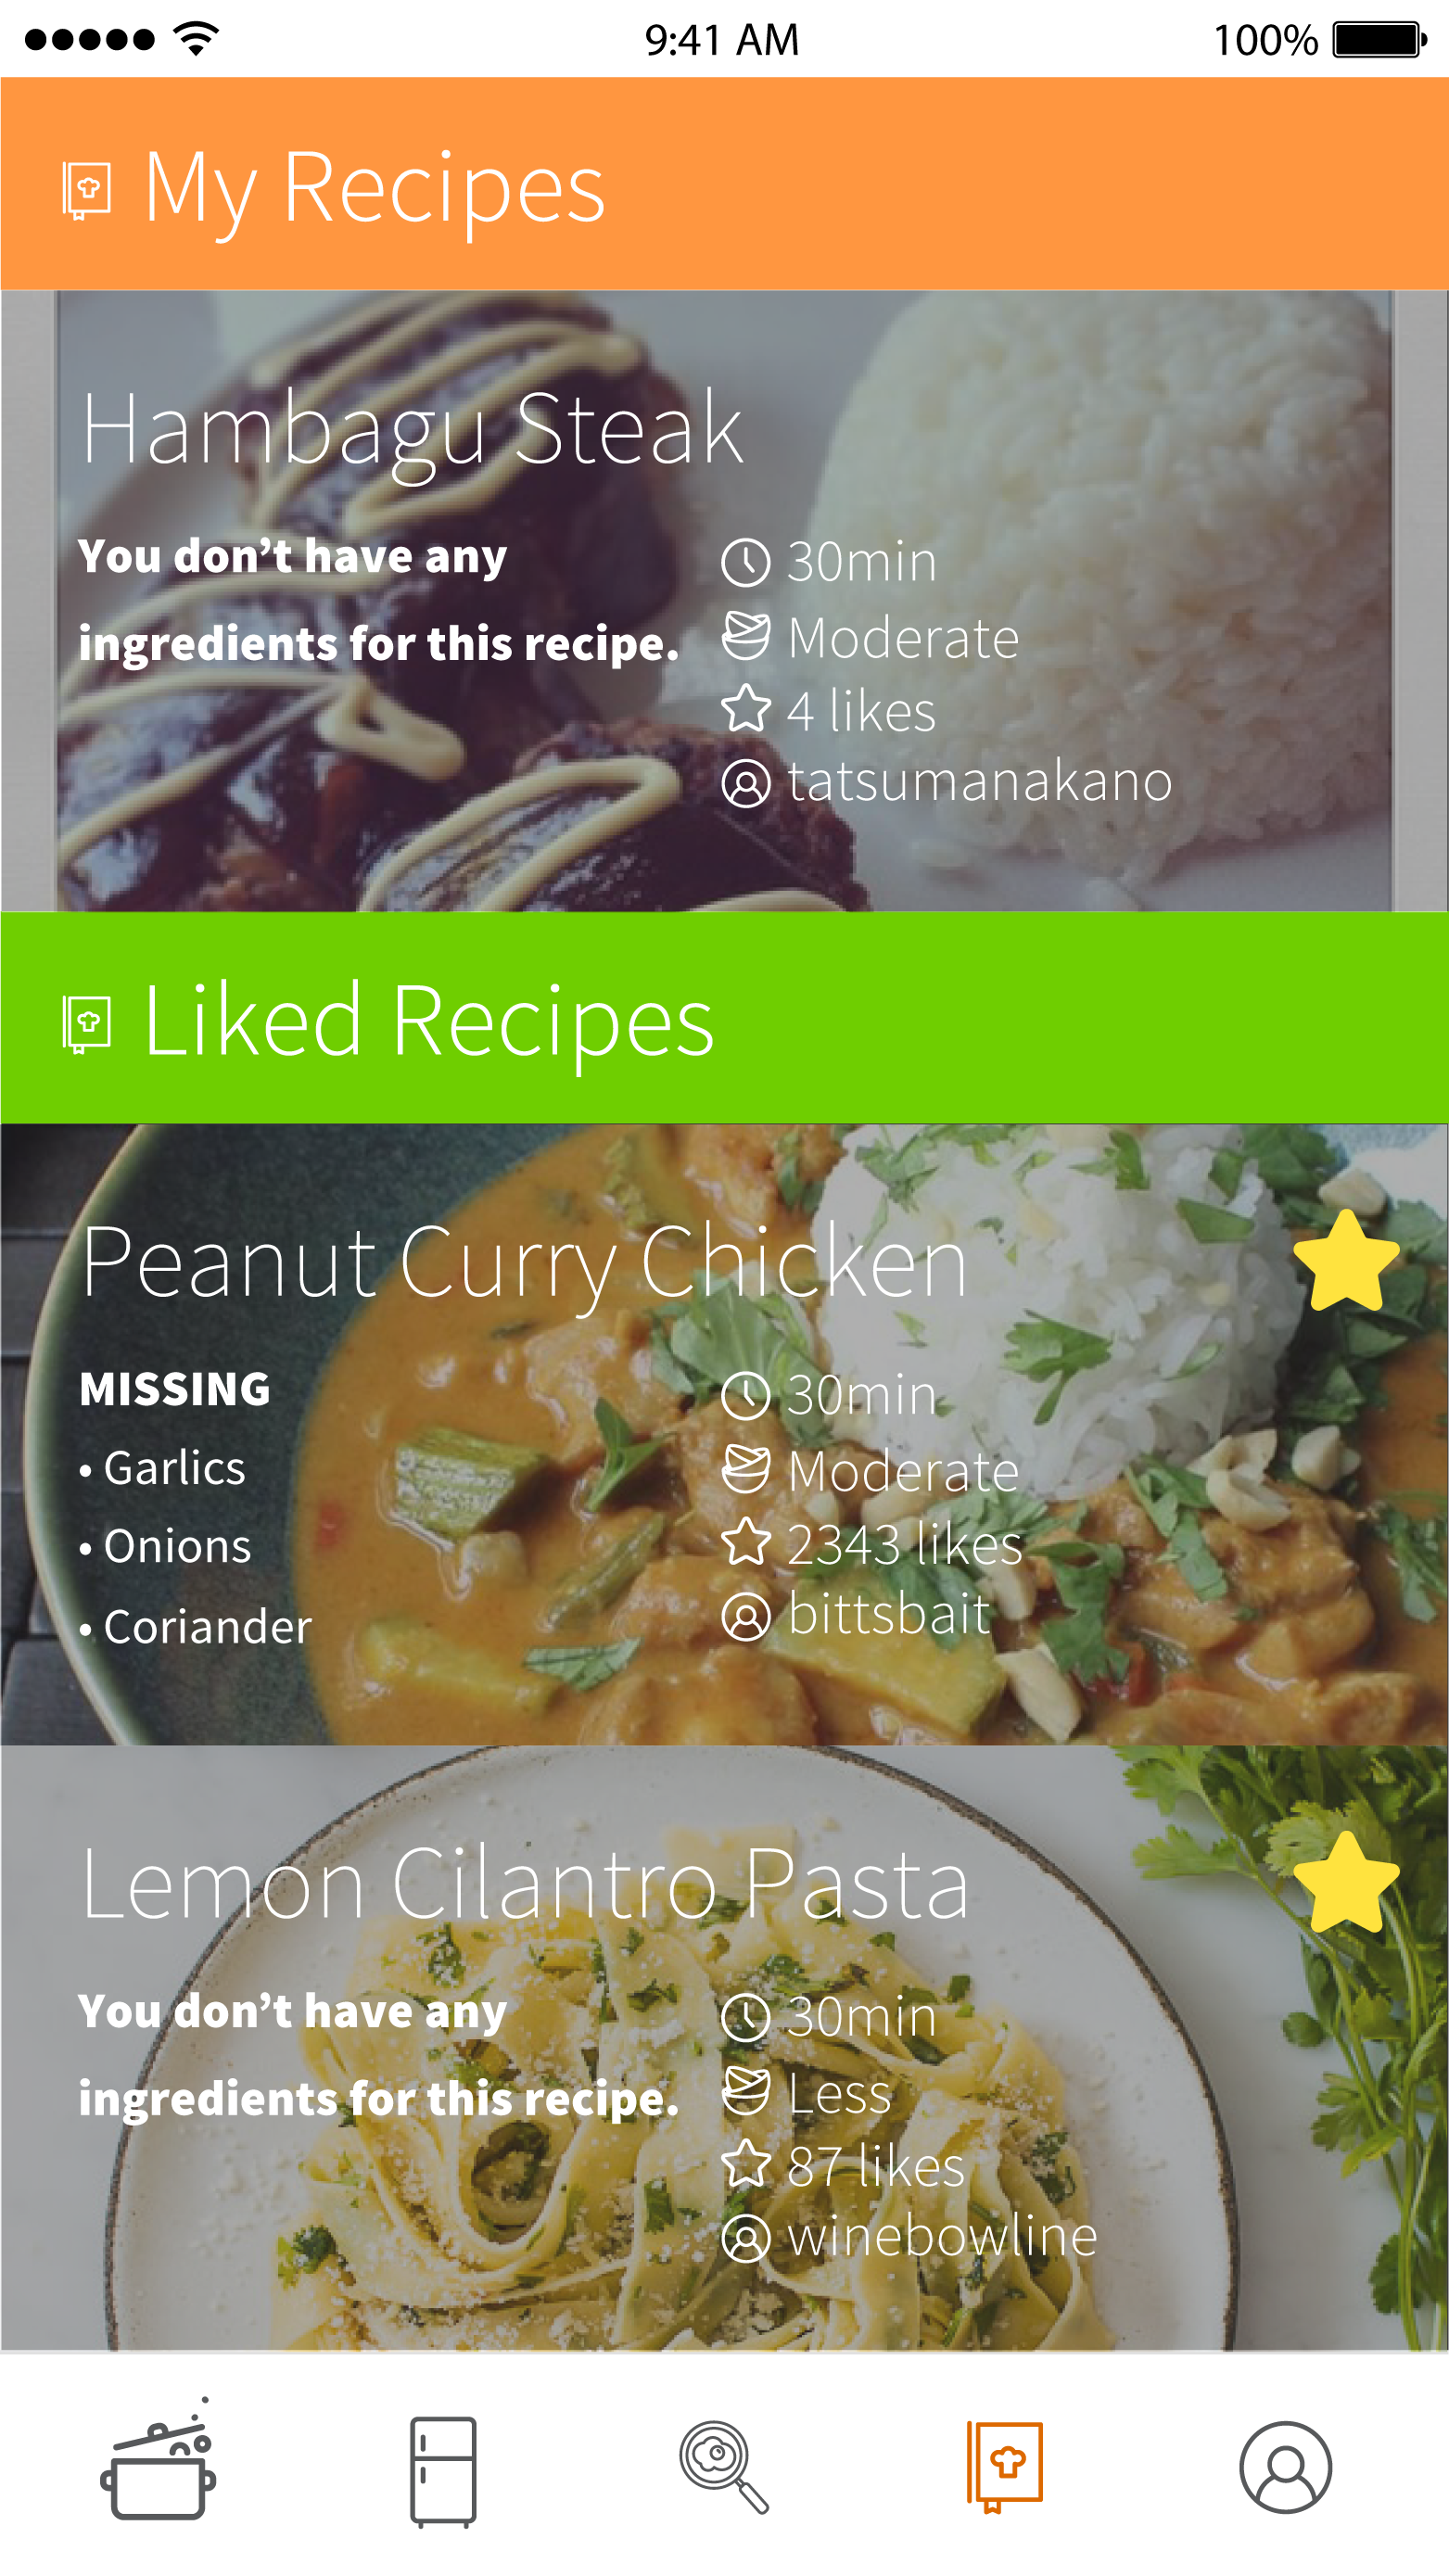 9:41 AM 100%
My Recipes
Hambagu Steak
You don’t have any
ingredients for this recipe.
30min
Moderate
4 likes
tatsumanakano
Liked Recipes
Peanut Curry Chicken
MISSING
• Garlics
• Onions
• Coriander
30min
Moderate
2343 likes
bittsbait
Lemon Cilantro Pasta
You don’t have any
ingredients for this recipe.
30min
Less
87 likes
winebowline